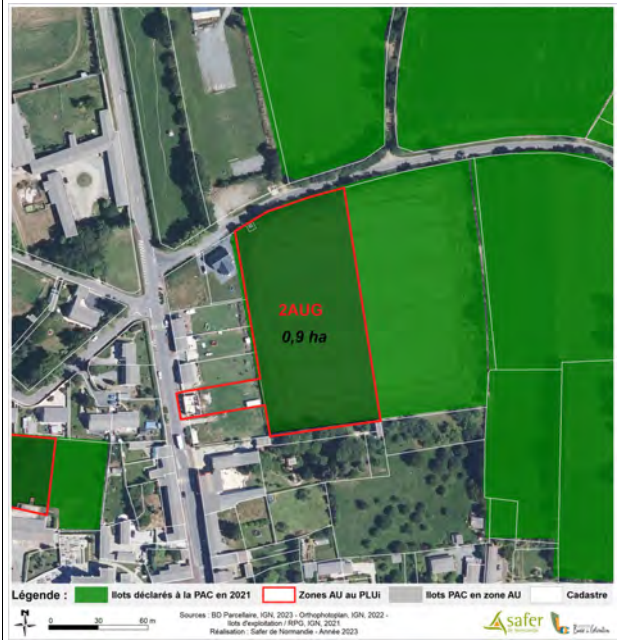 2AUG
0,9 ha
Légende : Ilots déclarés à la PAC en 2021 Zones AU au PLUi Ilots PAC en zone AU Cadastre
N
0 30 60 m
Sources : BD Parcellaire, IGN, 2023 - Orthophotoplan, IGN, 2022 -
Ilots d'exploitation / RPG, IGN, 2021
Réalisation : Safer de Normandie - Année 2023
safer